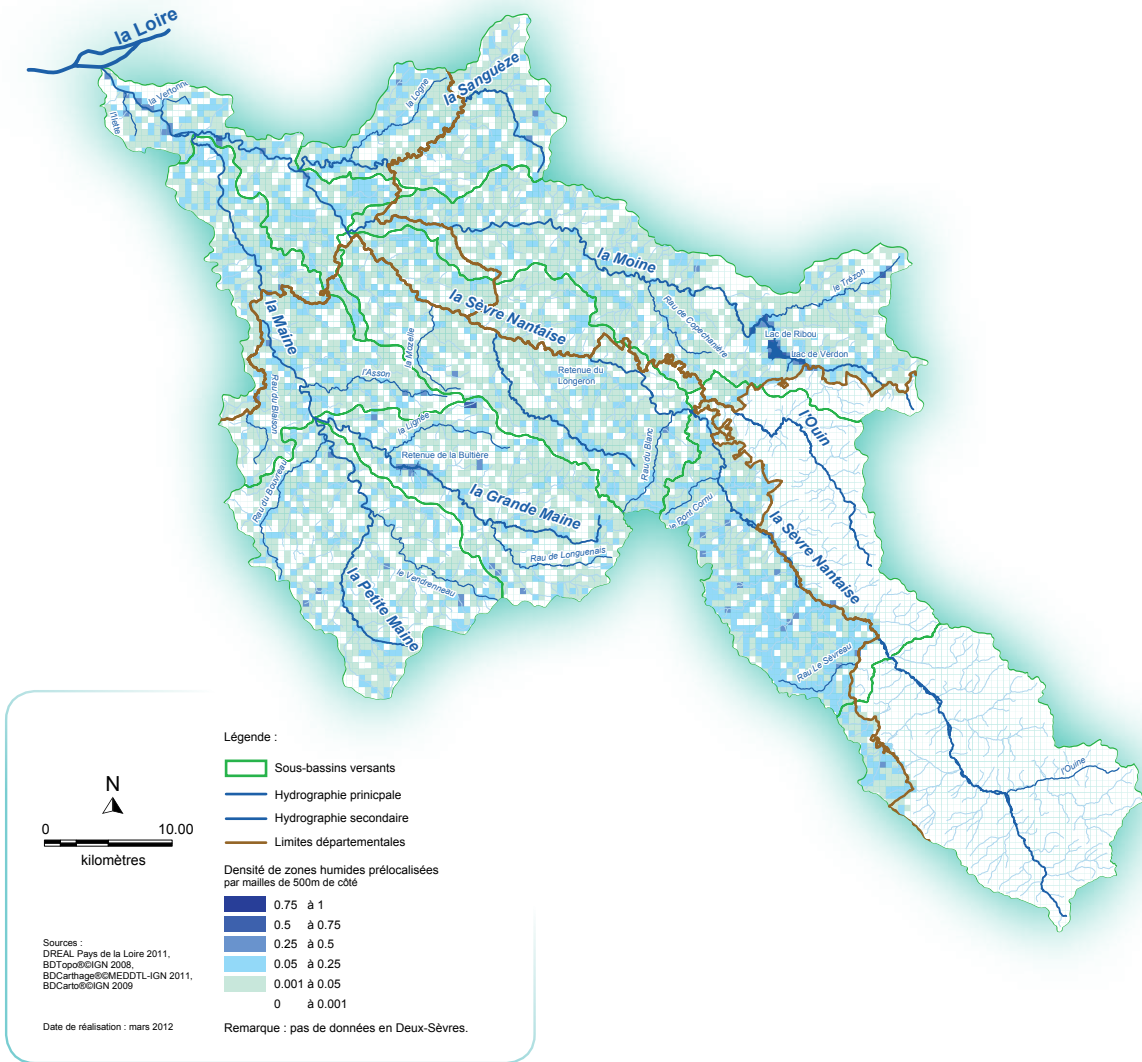 la Loire
la Sanguèze
la Logne
la Vertonne
l'Ilette
la Moine
le Trézon
la Sèvre Nantaise
Rau de Copechanière
Lac de Ribou
Lac de Verdon
la Maine
la Mozelle
Retenue du
Longeron
l'Asson
Rau du Blaison
l'Ouin
la Lignée
Rau du Blanc
Retenue de la Bultière
Rau du Bouvreau
la Grande Maine
le Pont Cornu
la Sèvre Nantaise
Rau de Longuenais
le Vendrenneau
la Petite Maine
Rau Le Sèvreau
l'Ouine
Légende :
Sous-bassins versants
Hydrographie prinicpale
Hydrographie secondaire
Limites départementales
Densité de zones humides prélocalisées
par mailles de 500m de côté
0.75 à 1
0.5 à 0.75
0.25 à 0.5
0.05 à 0.25
0.001 à 0.05
0 à 0.001
Remarque : pas de données en Deux-Sèvres.
N
0 10.00
kilomètres
Sources :
DREAL Pays de la Loire 2011,
BDTopo®©IGN 2008,
BDCarthage®©MEDDTL-IGN 2011,
BDCarto®©IGN 2009
Date de réalisation : mars 2012